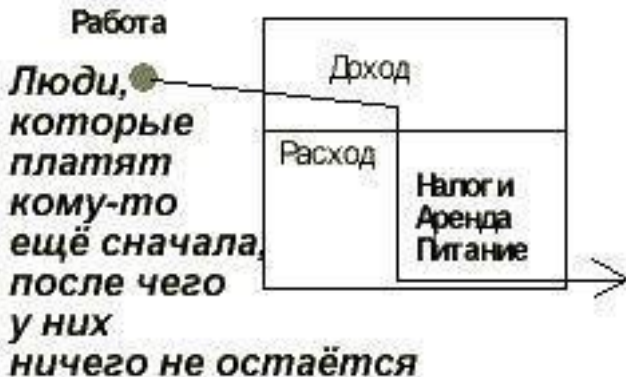 Работа
Люди,
которые
платят
кому-то
ещё сначала,
после чего
у них
ничего не остаётся
Доход
Расход
Налоги
Аренда
Питание